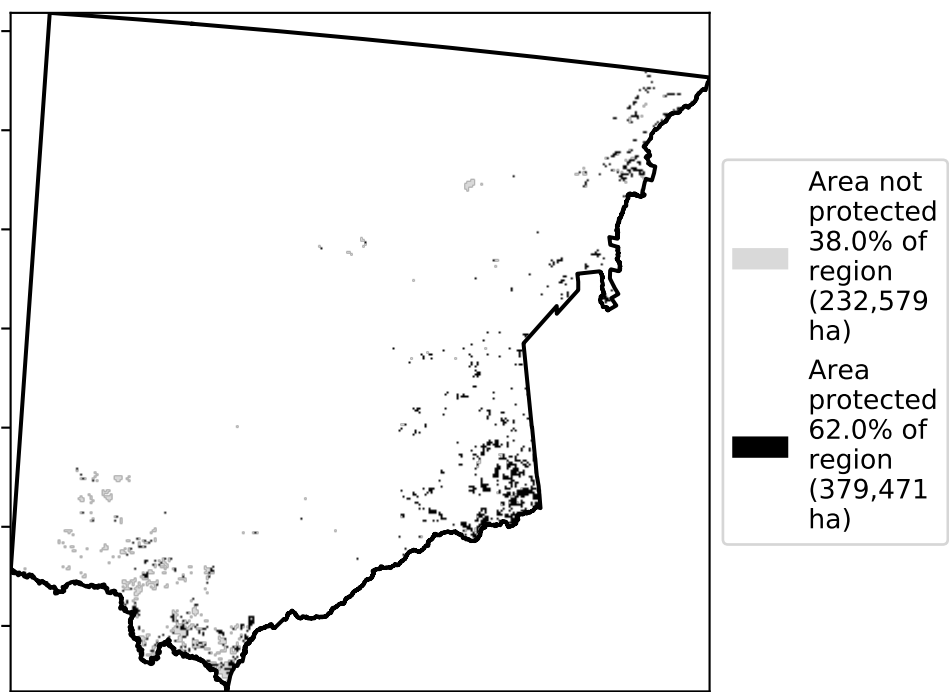 Area not
protected
38.0% of
region
(232,579
ha)
Area
protected
62.0% of
region
(379,471
ha)